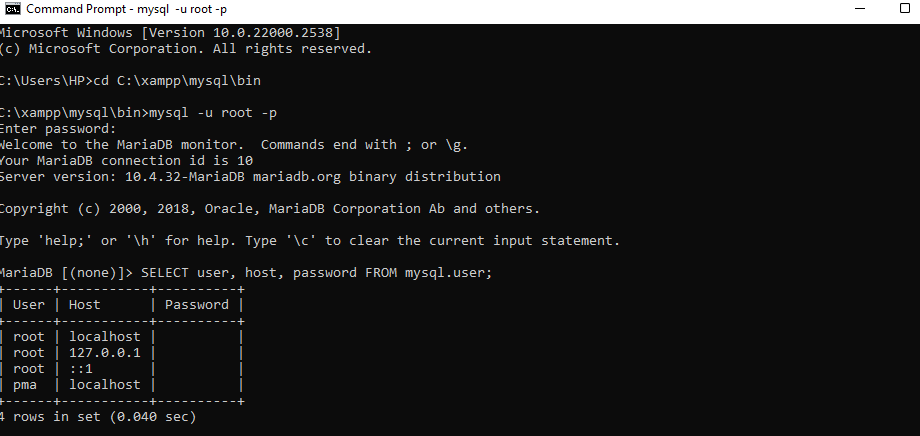 Command Prompt - mysql -u root -p
Microsoft Windows [Version 10.0.22000.2538]
(c) Microsoft Corporation. All rights reserved.
C:\Users\HP>cd C:\xampp\mysql\bin
C:\xampp\mysql\bin>mysql -u root -p
Enter password:
Welcome to the MariaDB monitor.  Commands end with ; or \g.
Your MariaDB connection id is 10
Server version: 10.4.32-MariaDB mariadb.org binary distribution
Copyright (c) 2000, 2018, Oracle, MariaDB Corporation Ab and others.
Type 'help;' or '\h' for help. Type '\c' to clear the current input statement.
MariaDB [(none)]> SELECT user, host, password FROM mysql.user;
+------+-----------+----------+
| User | Host      | Password |
+------+-----------+----------+
| root | localhost |          |
| root | 127.0.0.1 |          |
| root | ::1       |          |
| pma  | localhost |          |
+------+-----------+----------+
4 rows in set (0.040 sec)